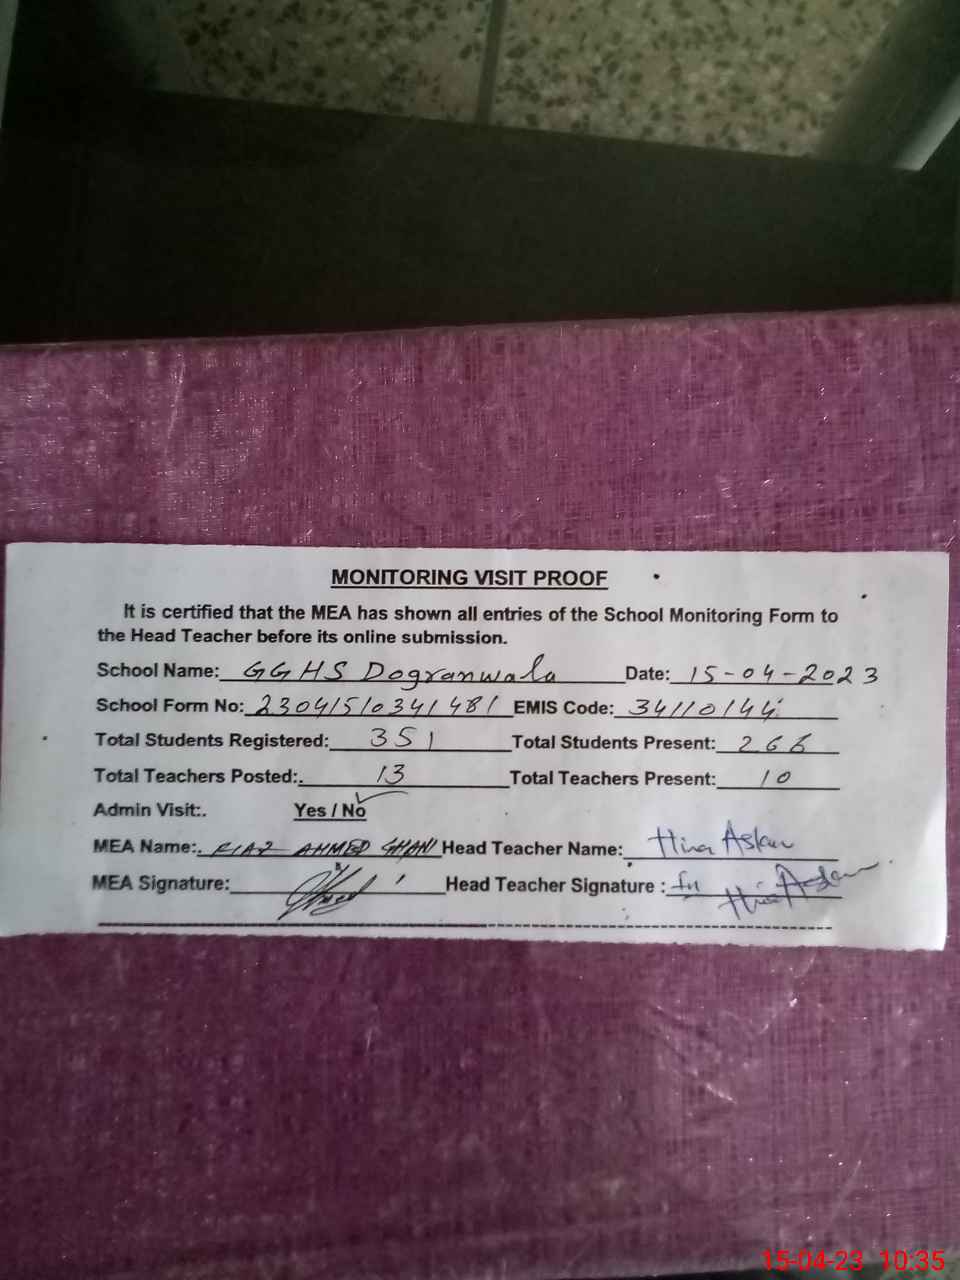 MONITORING VISIT PROOF
It is certified that the MEA has shown all entries of the School Monitoring Form to
the Head Teacher before its online submission.
School Name: GGHS Dogranwala Date: 15-04-2023
School Form No: 23041510341481 EMIS Code: 34110144
Total Students Registered: 351 Total Students Present: 266
Total Teachers Posted:. 13 Total Teachers Present: 10
Admin Visit:. Yes / No
MEA Name:. AHMED Head Teacher Name: Hina Aslam
MEA Signature: Head Teacher Signature : Hina Aslam
15-04-23 10:35